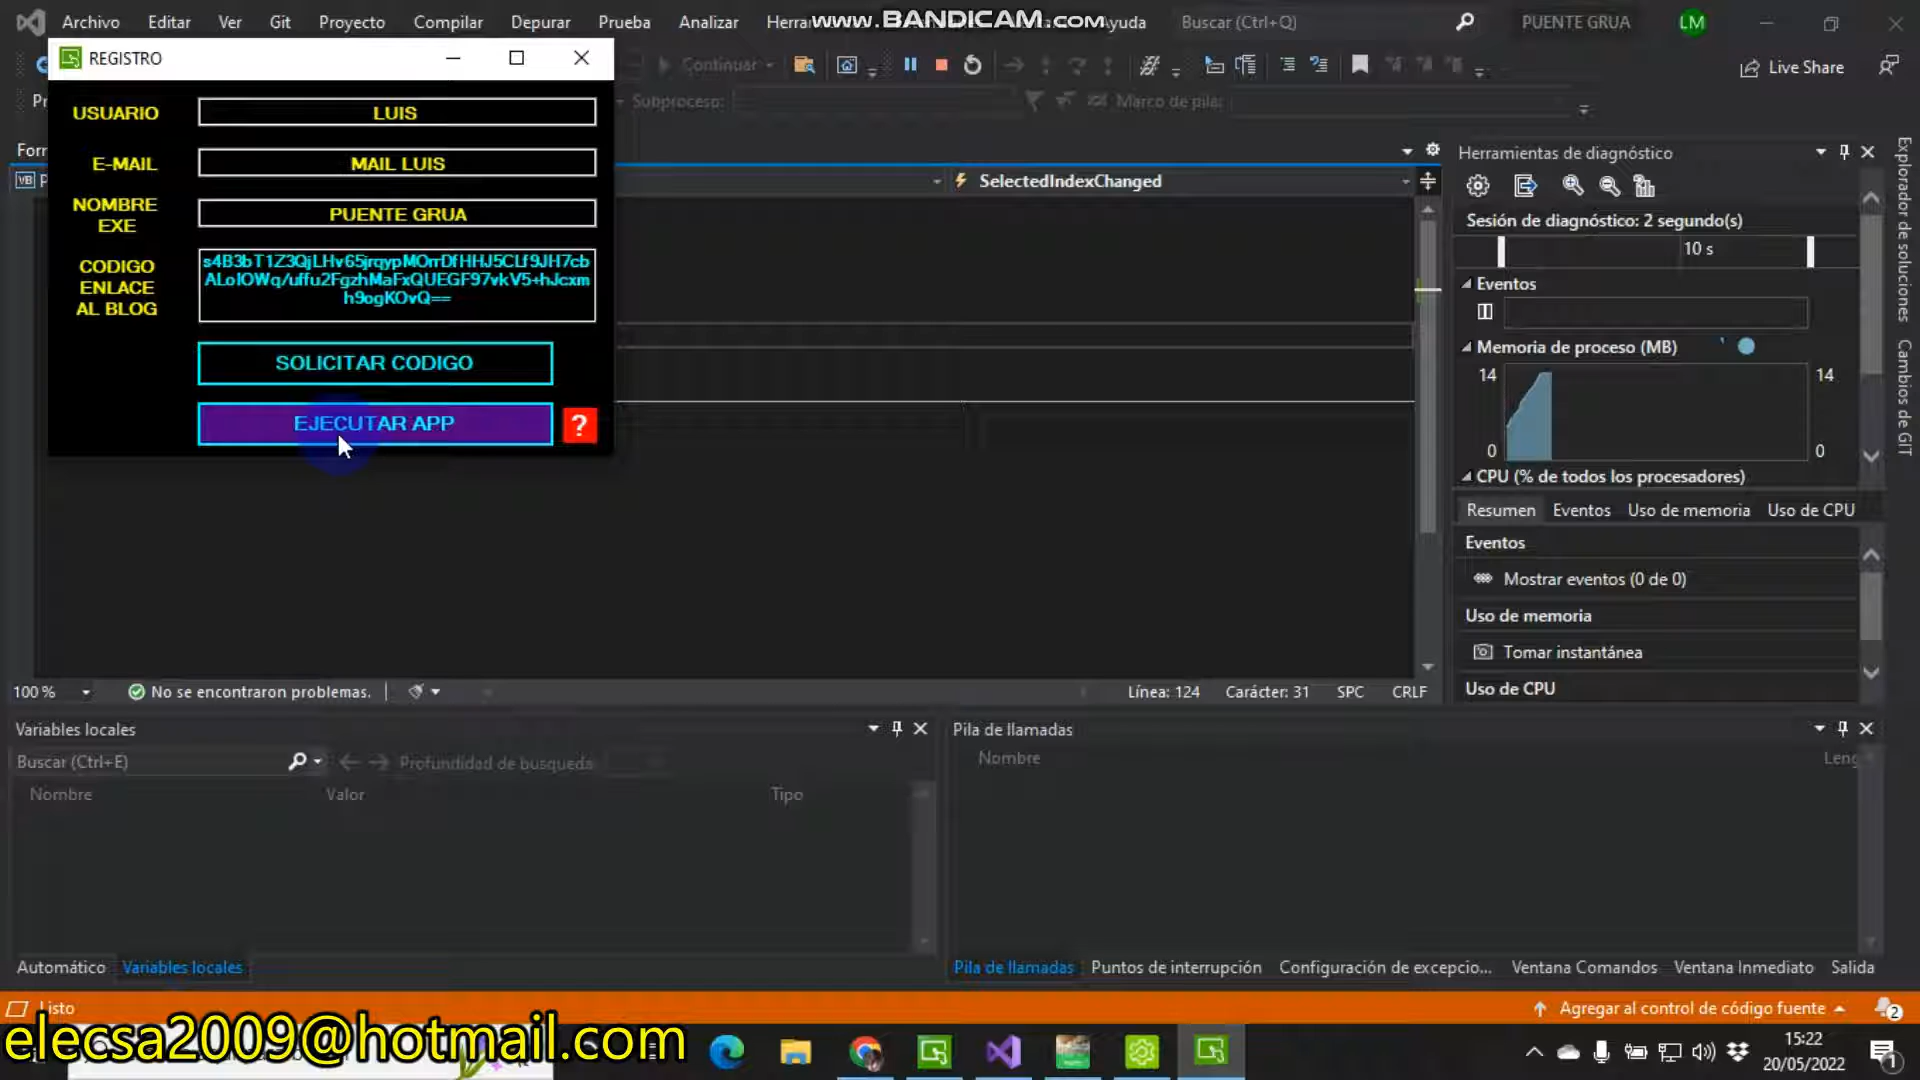 Archivo Editar Ver Git Proyecto Compilar Depurar Prueba Analizar Herra www.BANDICAM.com yuda Buscar (Ctrl+Q) PUENTE GRUA LM
REGISTRO
Continuar
Live Share
Subproceso:
Marco de pila:
USUARIO LUIS
E-MAIL MAIL LUIS
NOMBRE
EXE
PUENTE GRUA
CODIGO
ENLACE
AL BLOG
s4B3bT1Z3QjLHv65jrqypMOrrDfHHJ5CLf9JH7cb
ALoIOWq/uffu2FgzhMaFxQUEGF97vkV5+hJcxm
h9ogKOvQ==
SOLICITAR CODIGO
EJECUTAR APP ?
SelectedIndexChanged
Herramientas de diagnóstico
Sesión de diagnóstico: 2 segundo(s)
10 s
Eventos
Memoria de proceso (MB)
14 14
0 0
CPU (% de todos los procesadores)
Resumen Eventos Uso de memoria Uso de CPU
Eventos
Mostrar eventos (0 de 0)
Uso de memoria
Tomar instantánea
Uso de CPU
Explorador de soluciones
Cambios de GIT
100 % No se encontraron problemas. Línea: 124 Carácter: 31 SPC CRLF
Variables locales
Buscar (Ctrl+E) Profundidad de búsqueda:
Nombre Valor Tipo
Pila de llamadas
Nombre Leng
Automático Variables locales
Pila de llamadas Puntos de interrupción Configuración de excepcio... Ventana Comandos Ventana Inmediato Salida
Listo Agregar al control de código fuente 2
elecsa2009@hotmail.com
15:22
20/05/2022
1